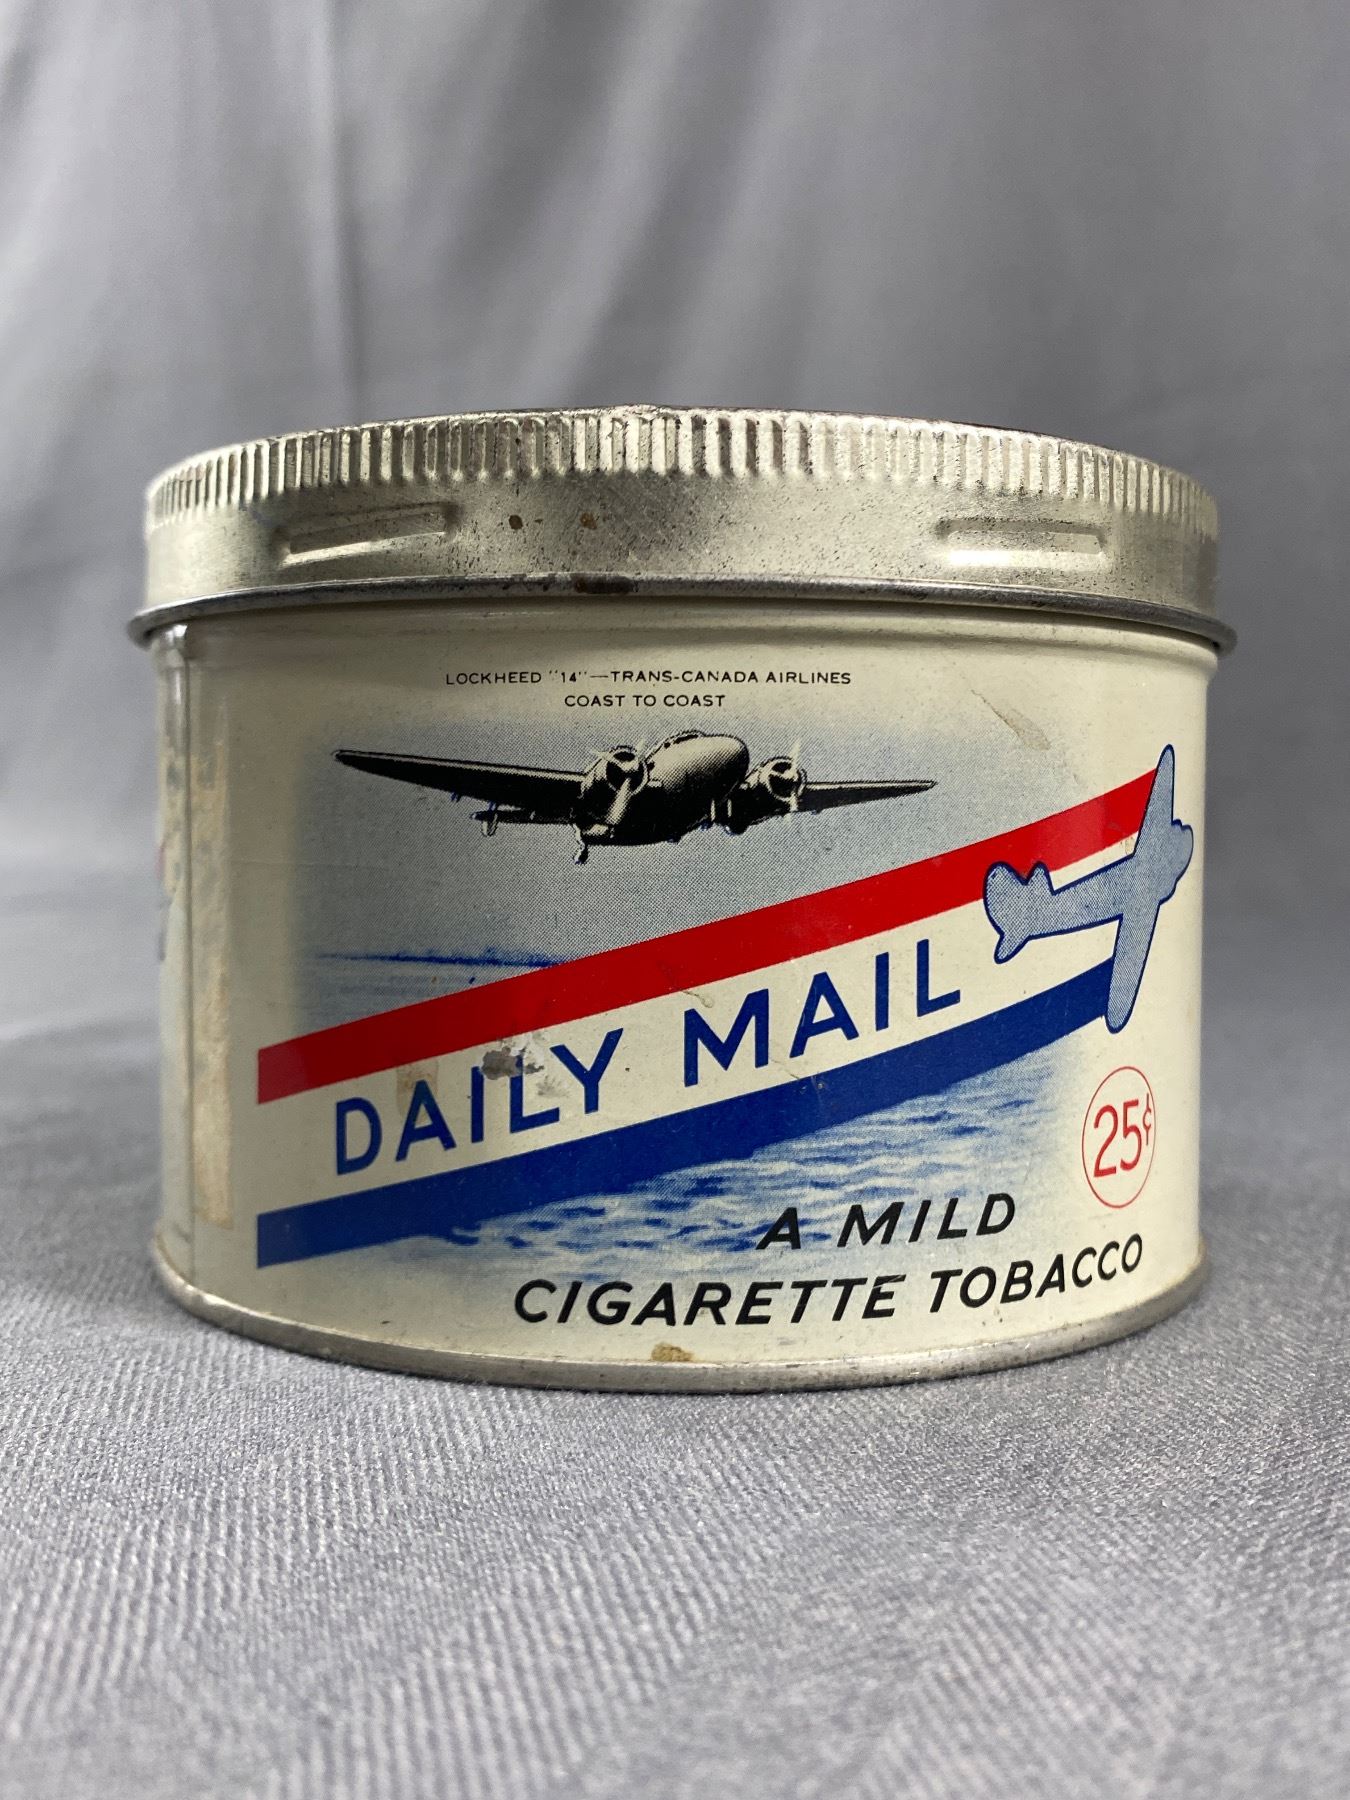 LOCKHEED "14"—TRANS-CANADA AIRLINES
COAST TO COAST
DAILY MAIL
25¢
A MILD
CIGARETTE TOBACCO